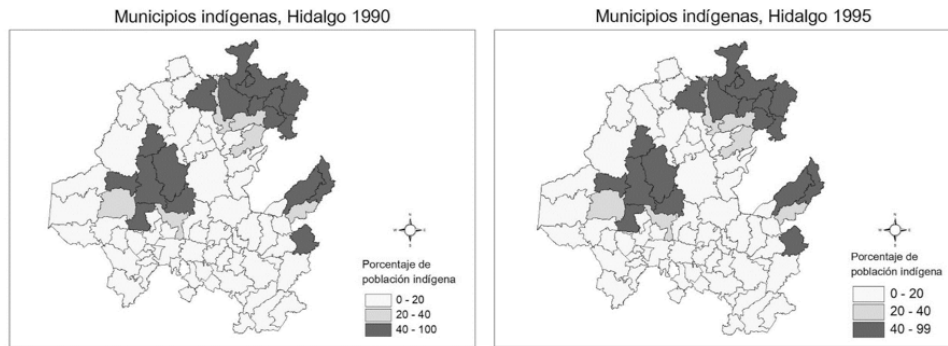 Municipios indígenas, Hidalgo 1990
Porcentaje de
población indígena
0 - 20
20 - 40
40 - 100
Municipios indígenas, Hidalgo 1995
Porcentaje de
población indígena
0 - 20
20 - 40
40 - 99